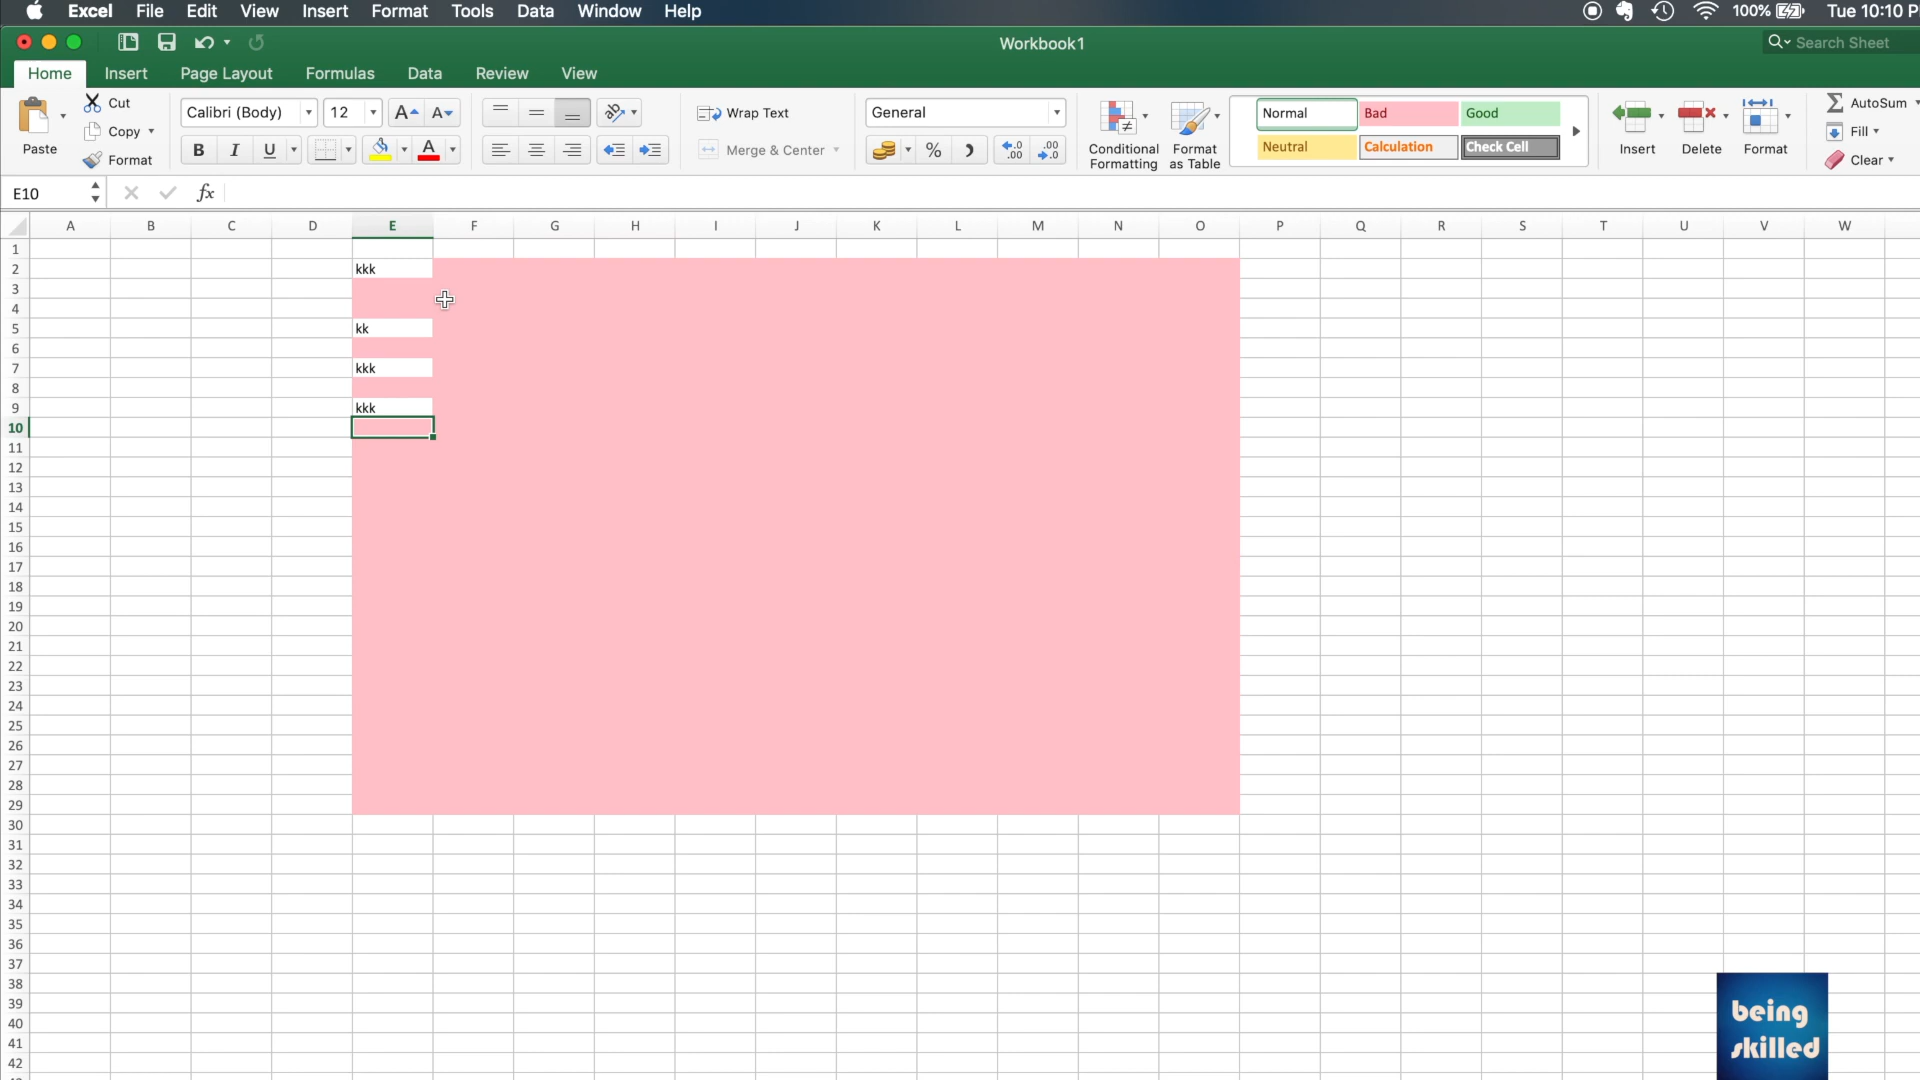 Excel File Edit View Insert Format Tools Data Window Help 100% Tue 10:10 P
Workbook1 Search Sheet
Home Insert Page Layout Formulas Data Review View
Paste Cut Copy Format
Calibri (Body) 12 A A
B I U A
ab
Wrap Text
Merge & Center
General
% .0 .00 .00 .0
Conditional Formatting
Format as Table
Normal Bad Good
Neutral Calculation Check Cell
Insert Delete Format
AutoSum
Fill
Clear
E10 fx
A B C D E F G H I J K L M N O P Q R S T U V W
1
2 kkk
3
4
5 kk
6
7 kkk
8
9 kkk
10
11
12
13
14
15
16
17
18
19
20
21
22
23
24
25
26
27
28
29
30
31
32
33
34
35
36
37
38
39
40
41
42
being
skilled